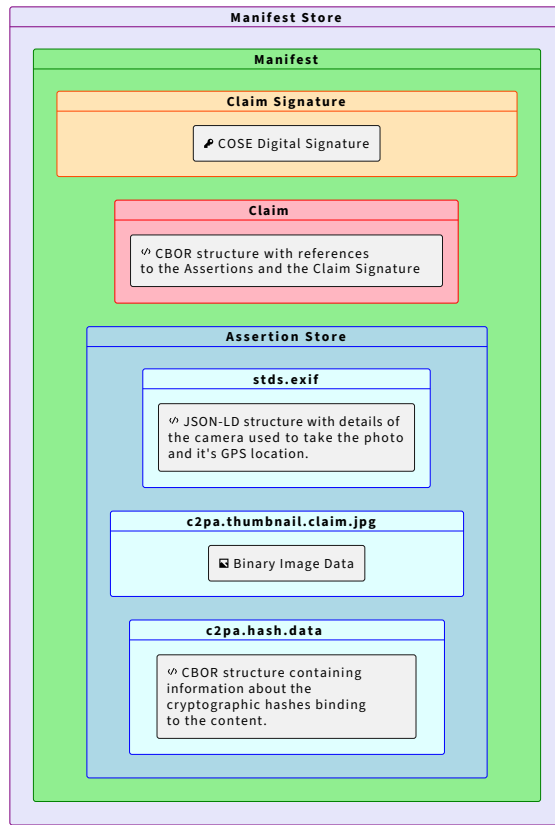 Manifest Store
Manifest
Claim Signature
COSE Digital Signature
Claim
CBOR structure with references
to the Assertions and the Claim Signature
Assertion Store
stds.exif
JSON-LD structure with details of
the camera used to take the photo
and it's GPS location.
c2pa.thumbnail.claim.jpg
Binary Image Data
c2pa.hash.data
CBOR structure containing
information about the
cryptographic hashes binding
to the content.